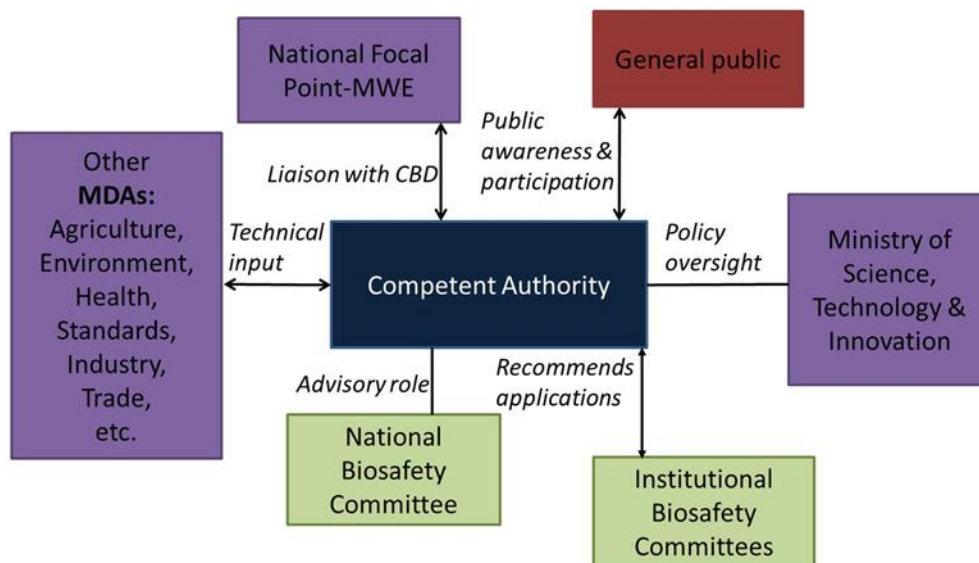 National Focal
Point-MWE
General public
Public
awareness &
participation
Liaison with CBD
Other
MDAs:
Agriculture,
Environment,
Health,
Standards,
Industry,
Trade,
etc.
Technical
input
Competent Authority
Policy
oversight
Ministry of
Science,
Technology &
Innovation
Advisory role
Recommends
applications
National
Biosafety
Committee
Institutional
Biosafety
Committees